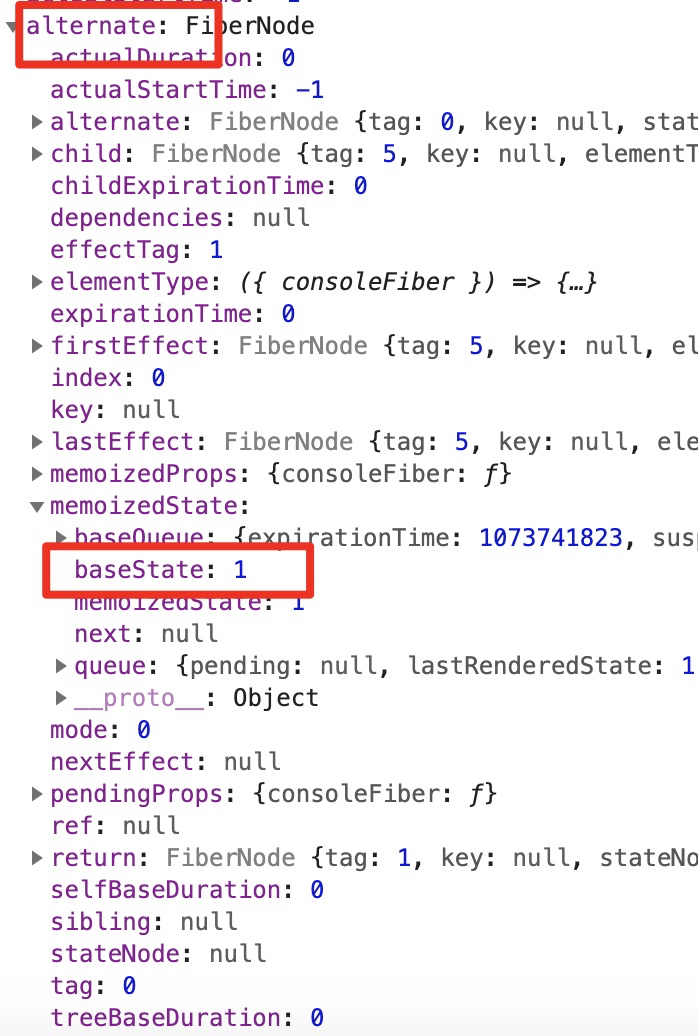 alternate: FiberNode
actualDuration: 0
actualStartTime: −1
alternate: FiberNode {tag: 0, key: null, stat
child: FiberNode {tag: 5, key: null, elementT
childExpirationTime: 0
dependencies: null
effectTag: 1
elementType: ({ consoleFiber }) => {…}
expirationTime: 0
firstEffect: FiberNode {tag: 5, key: null, el
index: 0
key: null
lastEffect: FiberNode {tag: 5, key: null, ele
memoizedProps: {consoleFiber: ƒ}
memoizedState:
baseQueue: {expirationTime: 1073741823, susp
baseState: 1
memoizedState: 1
next: null
queue: {pending: null, lastRenderedState: 1
__proto__: Object
mode: 0
nextEffect: null
pendingProps: {consoleFiber: ƒ}
ref: null
return: FiberNode {tag: 1, key: null, stateNo
selfBaseDuration: 0
sibling: null
stateNode: null
tag: 0
treeBaseDuration: 0